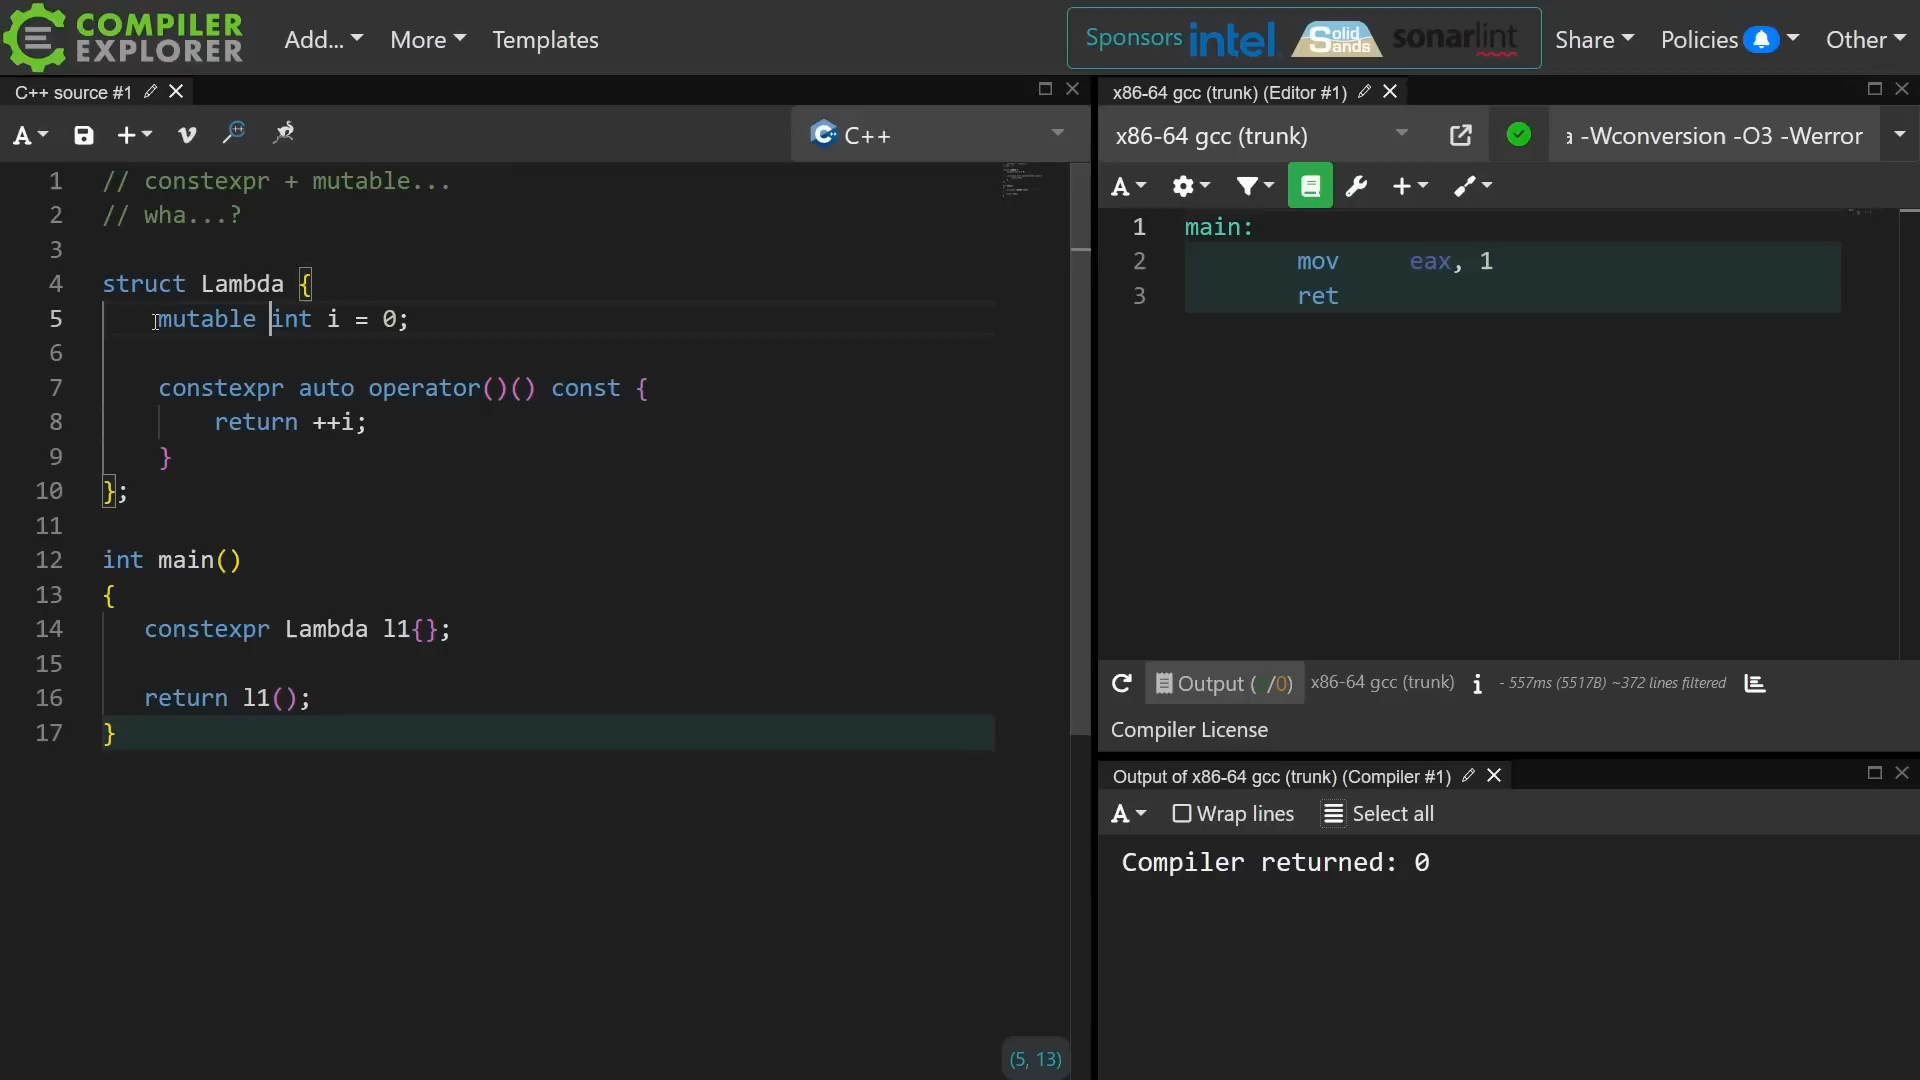 COMPILER
EXPLORER
Add...
More
Templates
Sponsors intel. Solid Sands sonarlint
Share
Policies
Other
C++ source #1
C++
1 // constexpr + mutable...
2 // wha...?
3
4 struct Lambda {
5 mutable int i = 0;
6
7 constexpr auto operator()() const {
8 return ++i;
9 }
10 };
11
12 int main()
13 {
14 constexpr Lambda l1{};
15
16 return l1();
17 }
(5, 13)
x86-64 gcc (trunk) (Editor #1)
x86-64 gcc (trunk)
a -Wconversion -O3 -Werror
1 main:
2 mov eax, 1
3 ret
Output ( /0) x86-64 gcc (trunk) i - 557ms (5517B) ~372 lines filtered
Compiler License
Output of x86-64 gcc (trunk) (Compiler #1)
A Wrap lines Select all
Compiler returned: 0